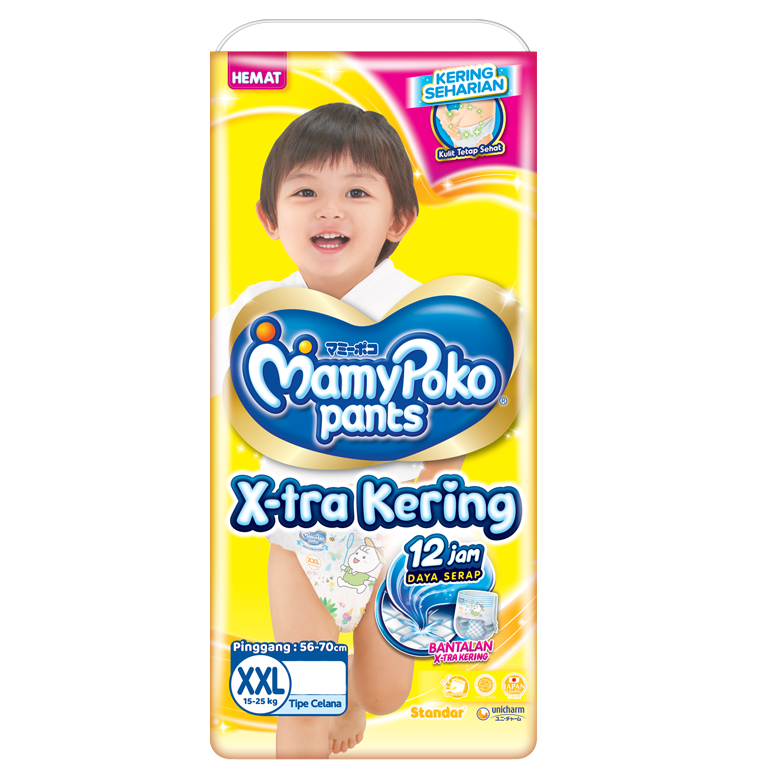 HEMAT
KERING
SEHARIAN
Kulit Tetap Sehat
マミーポコ
MamyPoko
pants
X-tra Kering
12 jam
DAYA SERAP
BANTALAN
X-TRA KERING
Pinggang : 56-70cm
XXL
15-25 kg
Tipe Celana
XXL
Standar
JAPAN
unicharm
ユニ・チャーム